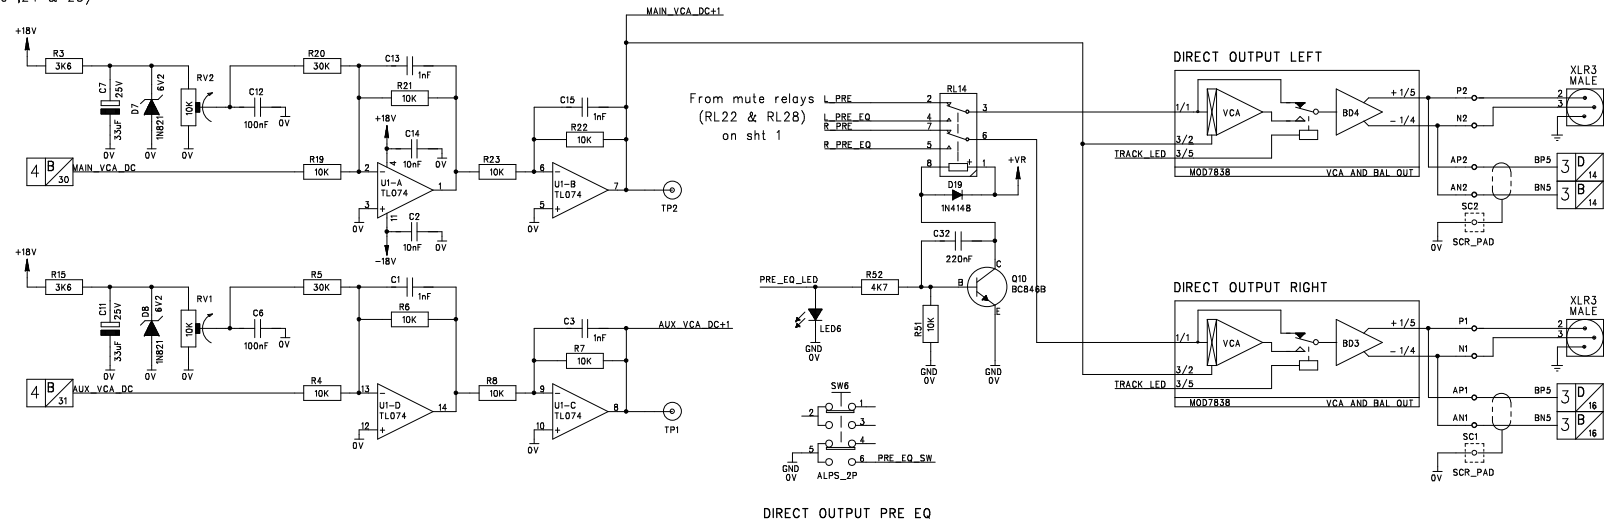 MAIN_VCA_DC+1
+18V
R3
3K6
C7
25V
33uF
0V
D7
6V2
1N821
0V
RV2
10K
0V
C12
100nF
0V
R20
30K
C13
1nF
R21
10K
+18V
C14
10nF
0V
4 B 30
MAIN_VCA_DC
R19
10K
2
4
U1-A
TL074
1
3
11
0V
C2
10nF
0V
-18V
R23
10K
C15
1nF
R22
10K
6
U1-B
TL074
7
5
0V
TP2
+18V
R15
3K6
C11
25V
33uF
0V
D8
6V2
1N821
0V
RV1
10K
0V
C6
100nF
0V
R5
30K
C1
1nF
R6
10K
4 B 31
AUX_VCA_DC
R4
10K
13
U1-D
TL074
14
12
0V
R8
10K
C3
1nF
R7
10K
AUX_VCA_DC+1
9
U1-C
TL074
8
10
0V
TP1
From mute relays
(RL22 & RL28)
on sht 1
L_PRE
L_PRE_EQ
R_PRE
R_PRE_EQ
RL14
2
3
4
7
6
5
8
+
1
+VR
D19
1N4148
C32
220nF
PRE_EQ_LED
R52
4K7
B
C
E
Q10
BC846B
LED6
GND
0V
R51
10K
GND
0V
GND
0V
SW6
1
2
3
4
5
6
PRE_EQ_SW
GND
0V
ALPS_2P
DIRECT OUTPUT PRE EQ
DIRECT OUTPUT LEFT
1/1
VCA
BD4
+ 1/5
- 1/4
3/2
TRACK_LED
3/5
MOD7838
VCA AND BAL OUT
P2
N2
AP2
AN2
XLR3
MALE
2
3
BP5
BN5
3 D 14
3 B 14
SC2
SCR_PAD
0V
DIRECT OUTPUT RIGHT
1/1
VCA
BD3
+ 1/5
- 1/4
3/2
TRACK_LED
3/5
MOD7838
VCA AND BAL OUT
P1
N1
AP1
AN1
XLR3
MALE
2
3
BP5
BN5
3 D 16
3 B 16
SC1
SCR_PAD
0V